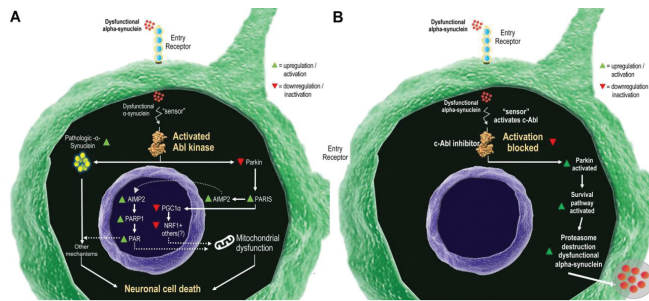 A
Dysfunctional
alpha-synuclein
Entry
Receptor
= upregulation /
activation
= downregulation /
inactivation
Dysfunctional
α-synuclein
"sensor"
Pathologic-α-
Synuclein
Activated
Abl kinase
Parkin
AIMP2
PGC1α
AIMP2
PARIS
PARP1
NRF1+
others(?)
PAR
Other
mechanisms
Mitochondrial
dysfunction
Neuronal cell death
B
Dysfunctional
alpha-synuclein
Entry
Receptor
= upregulation /
activation
= downregulation /
inactivation
Dysfunctional
alpha-synuclein
"sensor"
activates c-Abl
Entry
Receptor
c-Abl inhibitor
Activation
blocked
Parkin
activated
Survival
pathway
activated
Proteasome
destruction
dysfunctional
alpha-synuclein